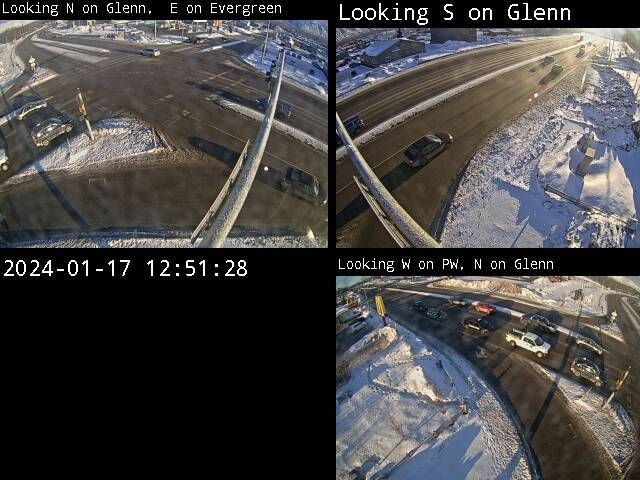 Looking N on Glenn, E on Evergreen
Looking S on Glenn
2024-01-17 12:51:28
Looking W on PW, N on Glenn